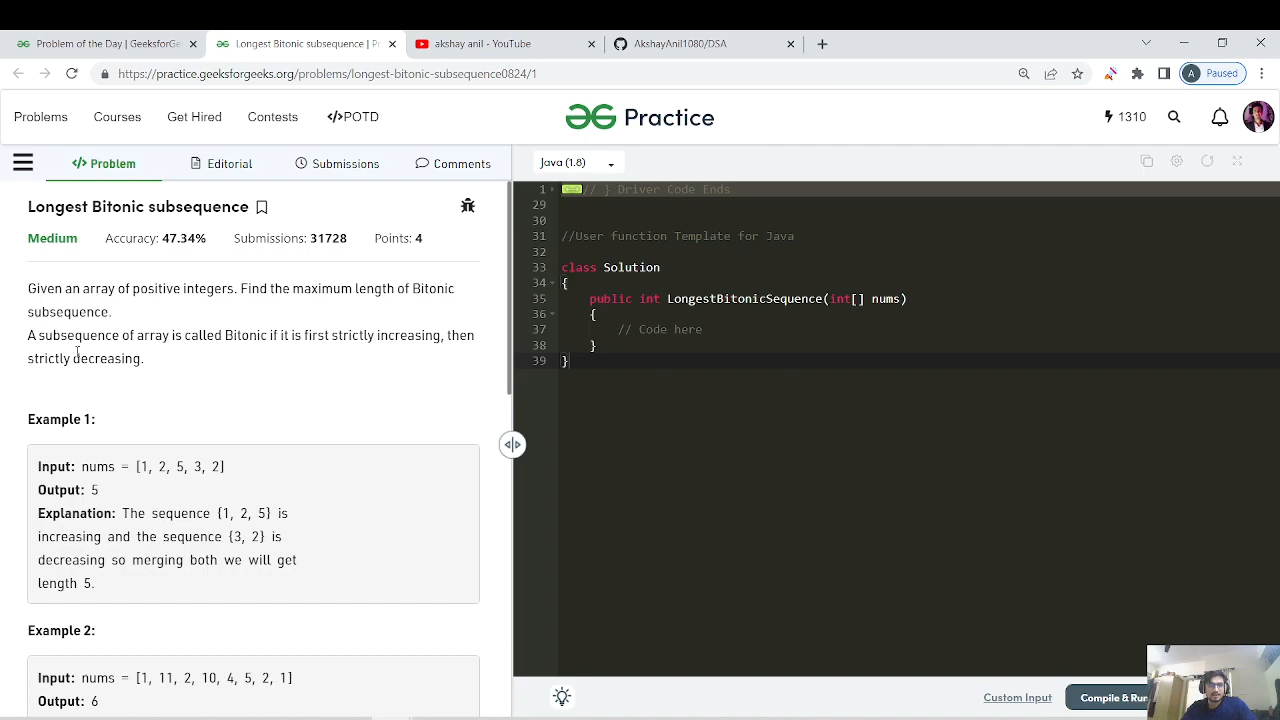 Problem of the Day | GeeksforGe
Longest Bitonic subsequence | Pr
akshay anil - YouTube
AkshayAnil1080/DSA
https://practice.geeksforgeeks.org/problems/longest-bitonic-subsequence0824/1
A Paused
Problems Courses Get Hired Contests </>POTD
Practice
1310
</> Problem Editorial Submissions Comments
Java (1.8)
Longest Bitonic subsequence
Medium Accuracy: 47.34% Submissions: 31728 Points: 4
Given an array of positive integers. Find the maximum length of Bitonic
subsequence.
A subsequence of array is called Bitonic if it is first strictly increasing, then
strictly decreasing.
Example 1:
Input: nums = [1, 2, 5, 3, 2]
Output: 5
Explanation: The sequence {1, 2, 5} is
increasing and the sequence {3, 2} is
decreasing so merging both we will get
length 5.
Example 2:
Input: nums = [1, 11, 2, 10, 4, 5, 2, 1]
Output: 6
1 // } Driver Code Ends
29
30
31 //User function Template for Java
32
33 class Solution
34 {
35 public int LongestBitonicSequence(int[] nums)
36 {
37 // Code here
38 }
39 }
Custom Input
Compile & Run